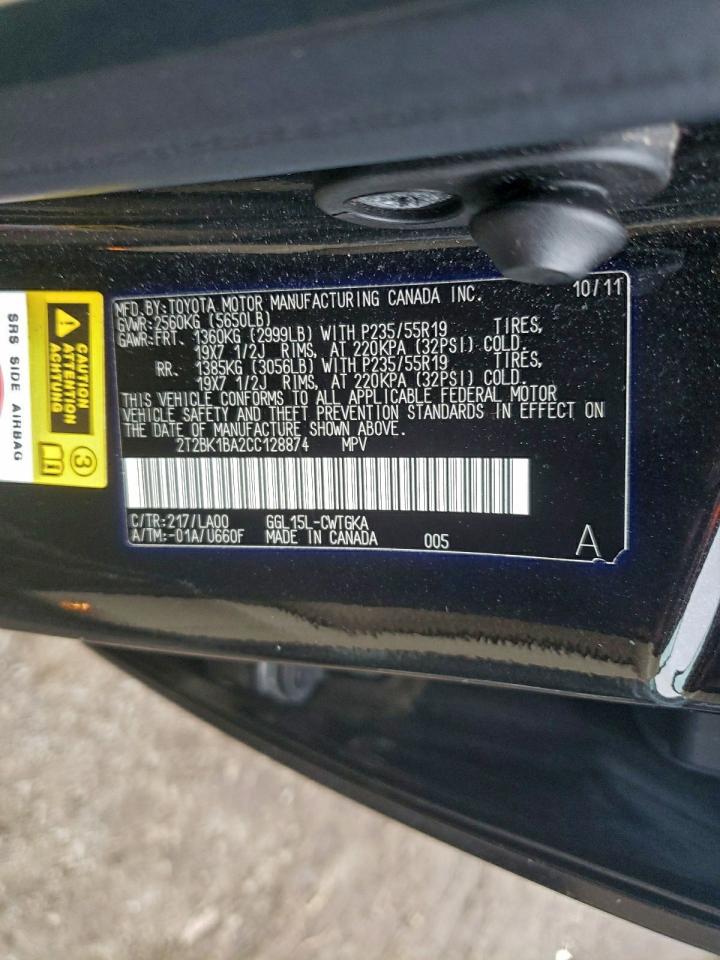 MFD.BY:TOYOTA MOTOR MANUFACTURING CANADA INC. 10/11
GVWR:2560KG (5650LB)
GAWR:FRT. 1360KG (2999LB) WITH P235/55R19 TIRES,
19X7 1/2J RIMS, AT 220KPA (32PSI) COLD.
RR. 1385KG (3056LB) WITH P235/55R19 TIRES,
19X7 1/2J RIMS, AT 220KPA (32PSI) COLD.
THIS VEHICLE CONFORMS TO ALL APPLICABLE FEDERAL MOTOR
VEHICLE SAFETY AND THEFT PREVENTION STANDARDS IN EFFECT ON
THE DATE OF MANUFACTURE SHOWN ABOVE.
2T2BK1BA2CC128874 MPV
C/TR:217/LA00 GGL15L-CWTGKA
A/TM:-01A/U660F MADE IN CANADA 005 A
CAUTION
ATTENTION
ACHTUNG
3
SRS SIDE AIRBAG